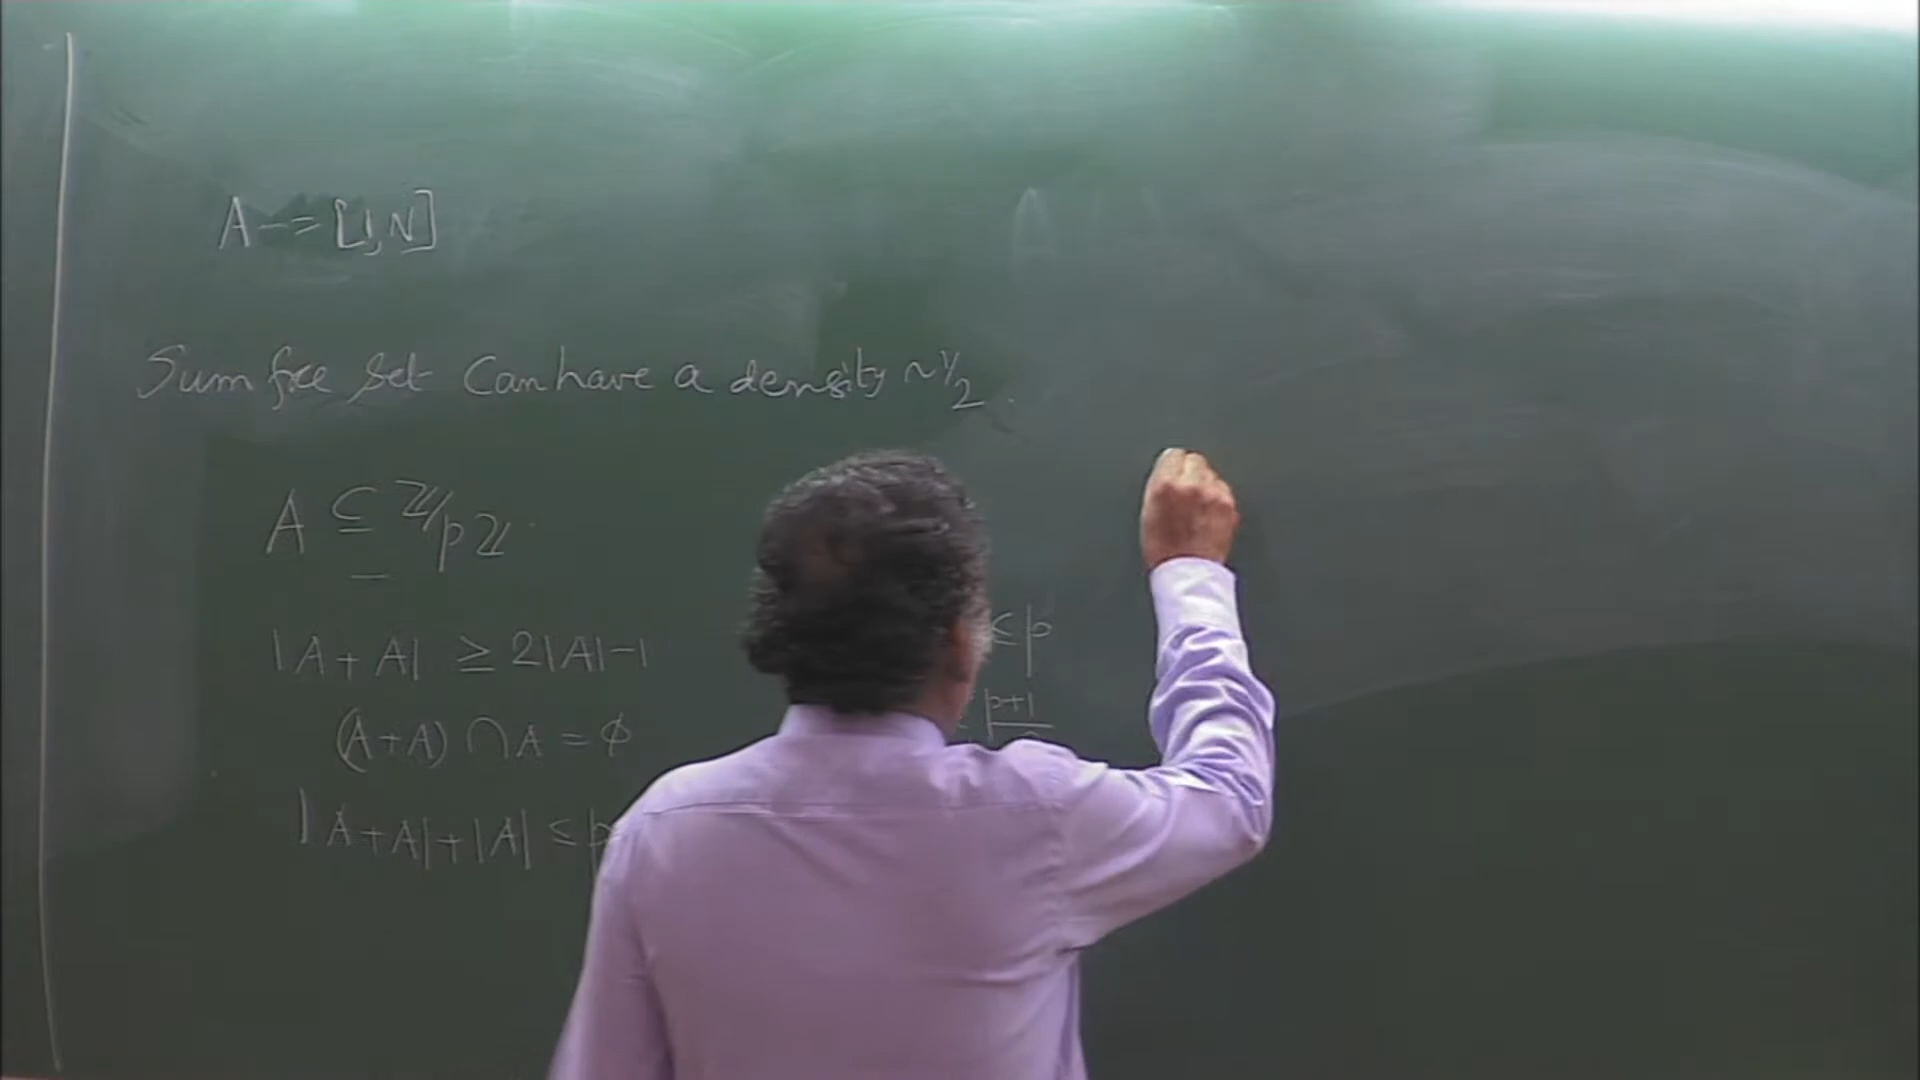 A = [1, N]
Sum free set can have a density ~ 1/2.
A ⊆ ℤ/pℤ
|A + A| ≥ 2|A| - 1
≤ p
(A+A) ∩ A = φ
p+1
|A + A| + |A| ≤ p